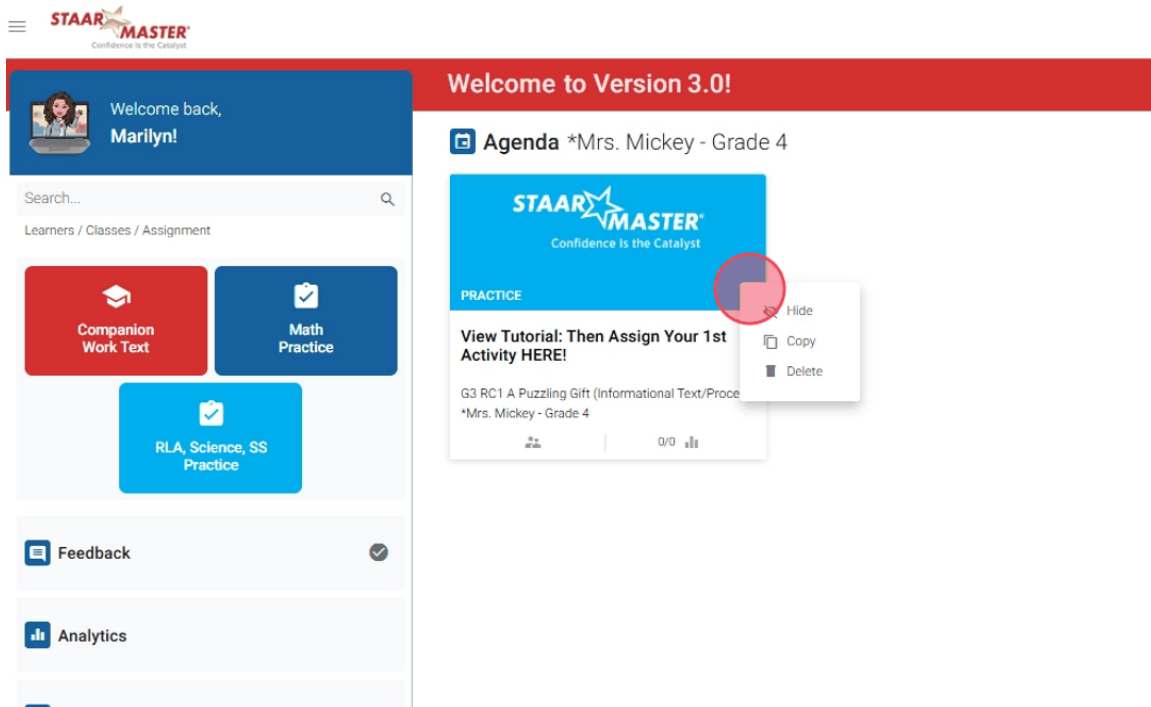 STAAR MASTER®
Confidence Is the Catalyst
Welcome to Version 3.0!
Welcome back,
Marilyn!
Search...
Learners / Classes / Assignment
Companion
Work Text
Math
Practice
RLA, Science, SS
Practice
Feedback
Analytics
Agenda *Mrs. Mickey - Grade 4
STAAR MASTER®
Confidence Is the Catalyst
PRACTICE
View Tutorial: Then Assign Your 1st
Activity HERE!
G3 RC1 A Puzzling Gift (Informational Text/Proce
*Mrs. Mickey - Grade 4
0/0
Hide
Copy
Delete